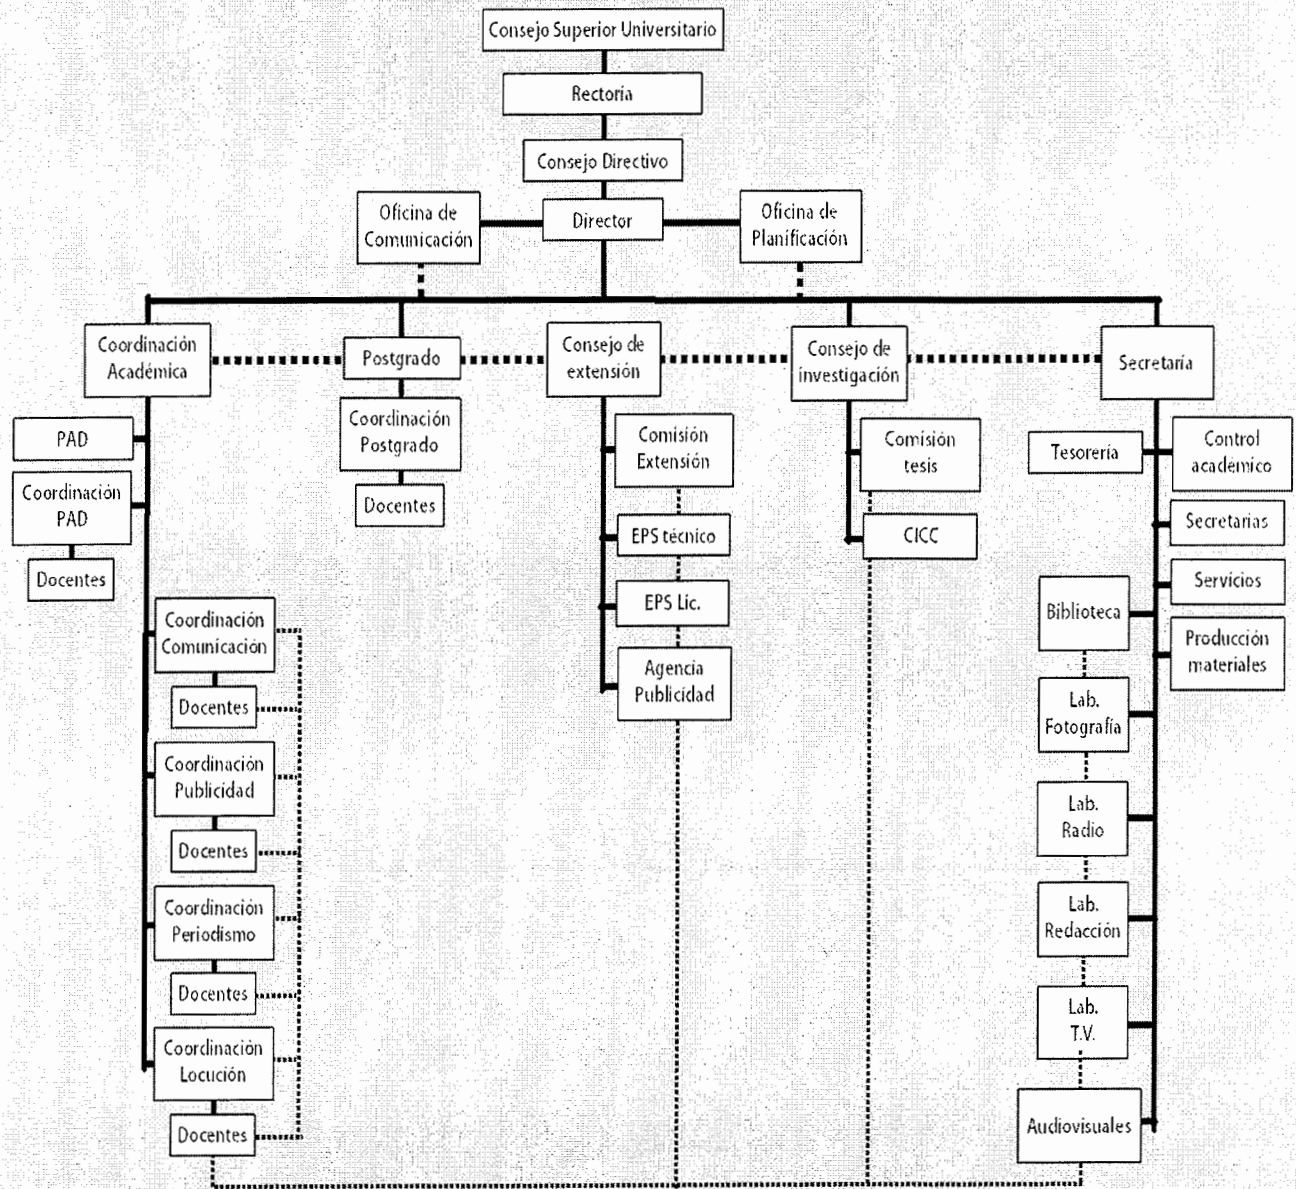 Consejo Superior Universitario
Rectoría
Consejo Directivo
Oficina de
Comunicación
Director
Oficina de
Planificación
Coordinación
Académica
Postgrado
Consejo de
extensión
Consejo de
investigación
Secretaría
PAD
Coordinación
PAD
Docentes
Coordinación
Comunicación
Docentes
Coordinación
Publicidad
Docentes
Coordinación
Periodismo
Docentes
Coordinación
Locución
Docentes
Coordinación
Postgrado
Docentes
Comisión
Extensión
EPS técnico
EPS Lic.
Agencia
Publicidad
Comisión
tesis
CICC
Tesorería
Control
académico
Secretarias
Servicios
Biblioteca
Producción
materiales
Lab.
Fotografía
Lab.
Radio
Lab.
Redacción
Lab.
T.V.
Audiovisuales